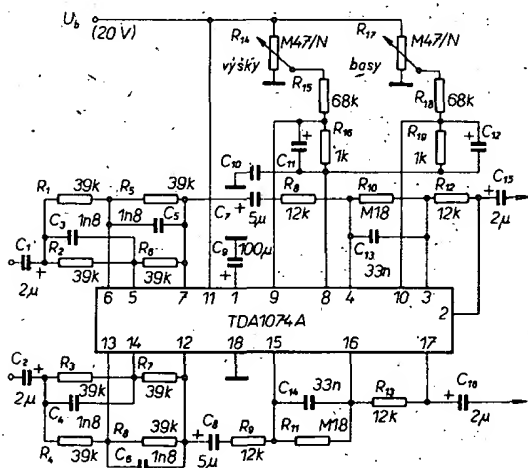 U_b
(20 V)
R14
M47/N
výšky
R15
68k
R17
M47/N
basy
R18
68k
C10
C11
+
R16
1k
R19
1k
C12
+
R1
39k
R5
39k
C3
1n8
1n8
C5
C1
+
2μ
R2
39k
R6
39k
C7
+
5μ
R8
12k
R10
M18
C13
33n
R12
12k
C15
+
2μ
100μ
C9
+
6
5
7
11
1
9
8
4
10
3
TDA1074A
2
13
14
12
18
15
16
17
C2
+
2μ
R3
39k
R7
39k
C4
1n8
R4
39k
R8
39k
C6
1n8
C8
+
5μ
R9
12k
C14
33n
R11
M18
R13
12k
C16
+
2μ